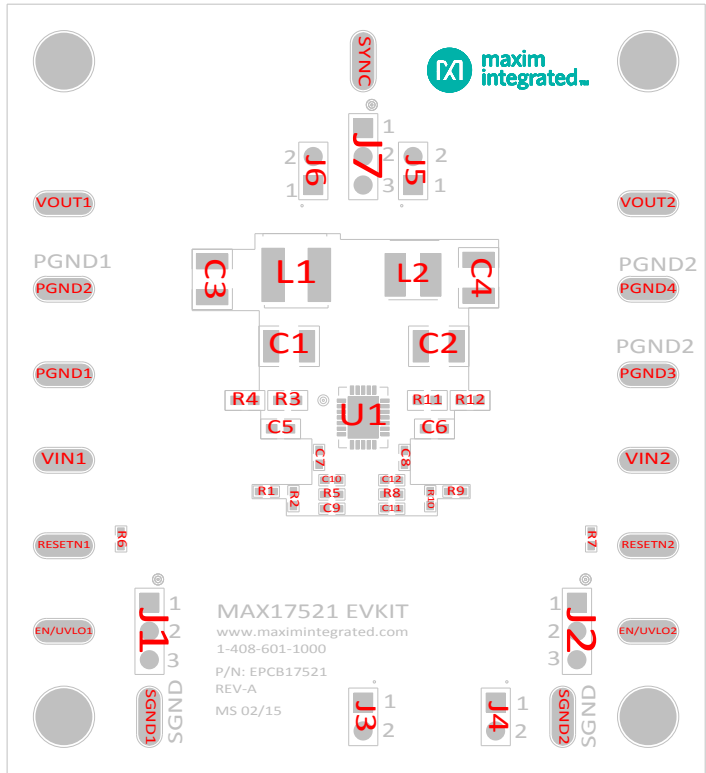 SYNC
maxim
integrated™
1
2
3
J7
2
1
J6
2
1
J5
VOUT1
VOUT2
PGND1
PGND2
PGND2
PGND4
C3
L1
L2
C4
C1
C2
PGND2
PGND1
PGND3
R4
R3
U1
R11
R12
C5
C6
VIN1
VIN2
C7
C8
C10
C12
R1
R2
R5
R8
R10
R9
C9
C11
RESETN1
R6
R7
RESETN2
J1
1
2
3
J2
1
2
3
EN/UVLO1
EN/UVLO2
MAX17521 EVKIT
www.maximintegrated.com
1-408-601-1000
P/N: EPCB17521
REV-A
MS 02/15
SGND1
SGND
J3
1
2
J4
1
2
SGND2
SGND